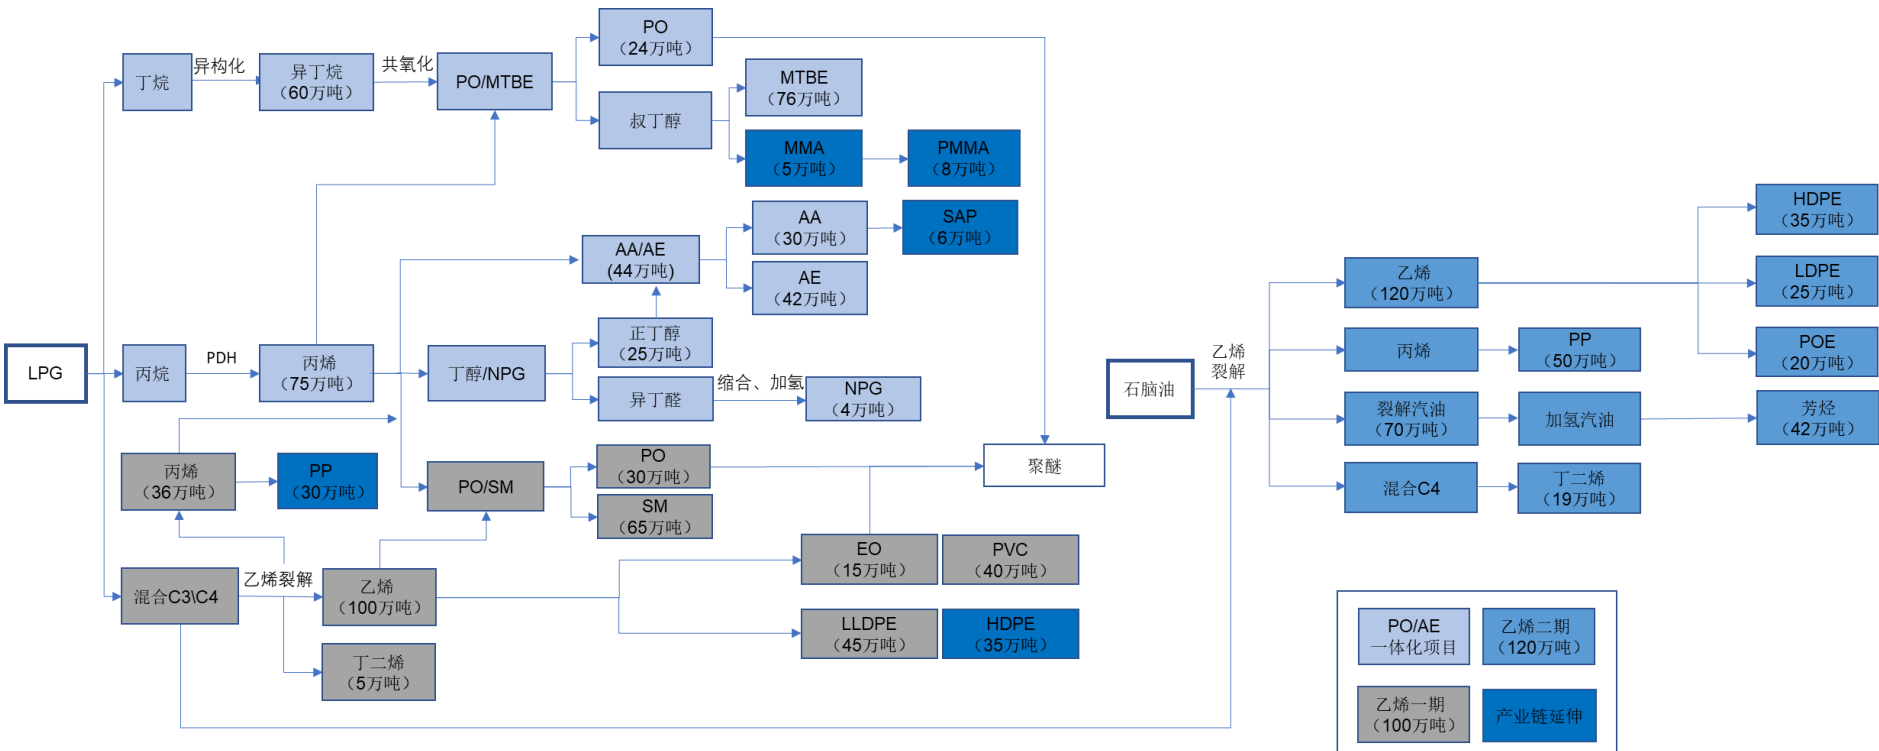 PO
（24万吨）
丁烷
异构化
异丁烷
（60万吨）
共氧化
PO/MTBE
MTBE
（76万吨）
叔丁醇
MMA
（5万吨）
PMMA
（8万吨）
AA
（30万吨）
SAP
（6万吨）
AA/AE
(44万吨)
AE
（42万吨）
LPG
丙烷
PDH
丙烯
（75万吨）
丁醇/NPG
正丁醇
（25万吨）
异丁醛
缩合、加氢
NPG
（4万吨）
丙烯
（36万吨）
PP
（30万吨）
PO/SM
PO
（30万吨）
SM
（65万吨）
聚醚
混合C3\C4
乙烯裂解
乙烯
（100万吨）
丁二烯
（5万吨）
EO
（15万吨）
PVC
（40万吨）
LLDPE
（45万吨）
HDPE
（35万吨）
石脑油
乙烯
裂解
乙烯
（120万吨）
HDPE
（35万吨）
LDPE
（25万吨）
POE
（20万吨）
丙烯
PP
（50万吨）
裂解汽油
（70万吨）
加氢汽油
芳烃
（42万吨）
混合C4
丁二烯
（19万吨）
PO/AE
一体化项目
乙烯二期
（120万吨）
乙烯一期
（100万吨）
产业链延伸